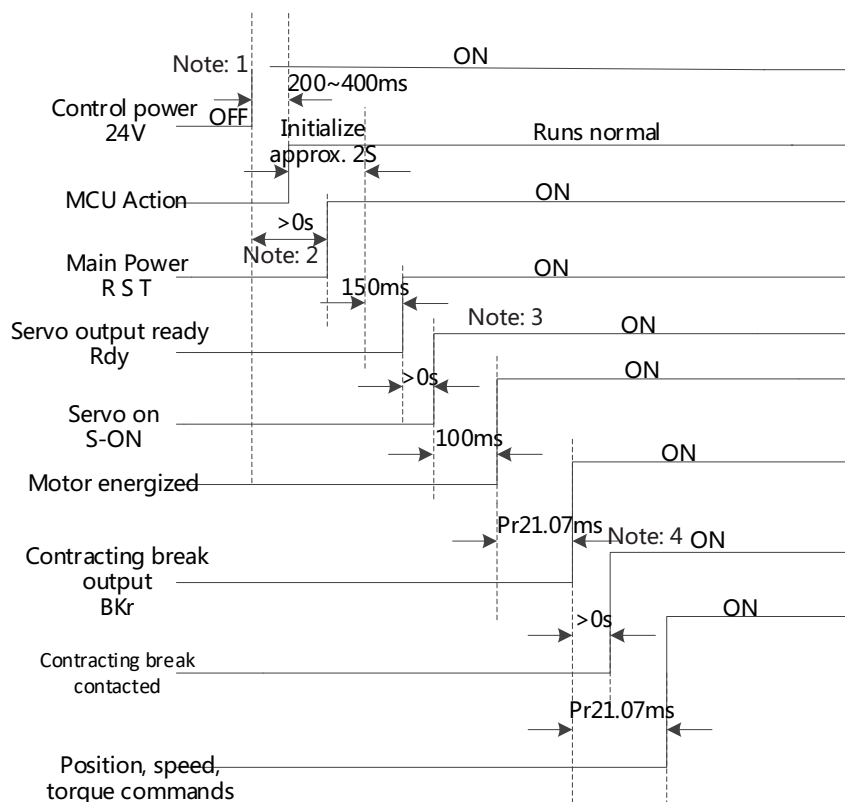 Note: 1
ON
200~400ms
Control power
24V
OFF
Initialize
approx. 2S
Runs normal
MCU Action
>0s
ON
Note: 2
Main Power
R S T
150ms
ON
Servo output ready
Rdy
Note: 3
ON
>0s
ON
Servo on
S-ON
100ms
ON
Motor energized
Pr21.07ms
Note: 4
ON
Contracting break
output
BKr
>0s
ON
Contracting break
contacted
Pr21.07ms
Position, speed,
torque commands